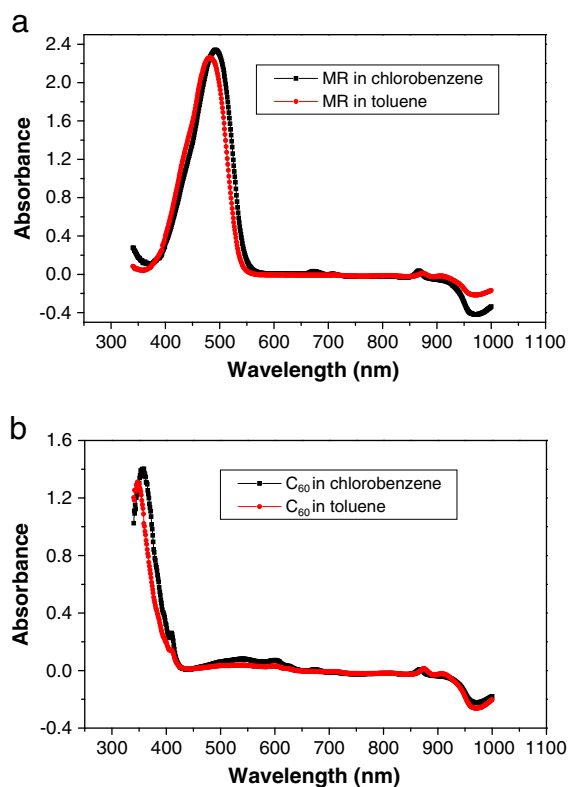 a
2.4
2.0
1.6
1.2
0.8
0.4
0.0
-0.4
Absorbance
MR in chlorobenzene
MR in toluene
300 400 500 600 700 800 900 1000 1100
Wavelength (nm)
b
1.6
1.2
0.8
0.4
0.0
-0.4
Absorbance
C₆₀ in chlorobenzene
C₆₀ in toluene
300 400 500 600 700 800 900 1000 1100
Wavelength (nm)